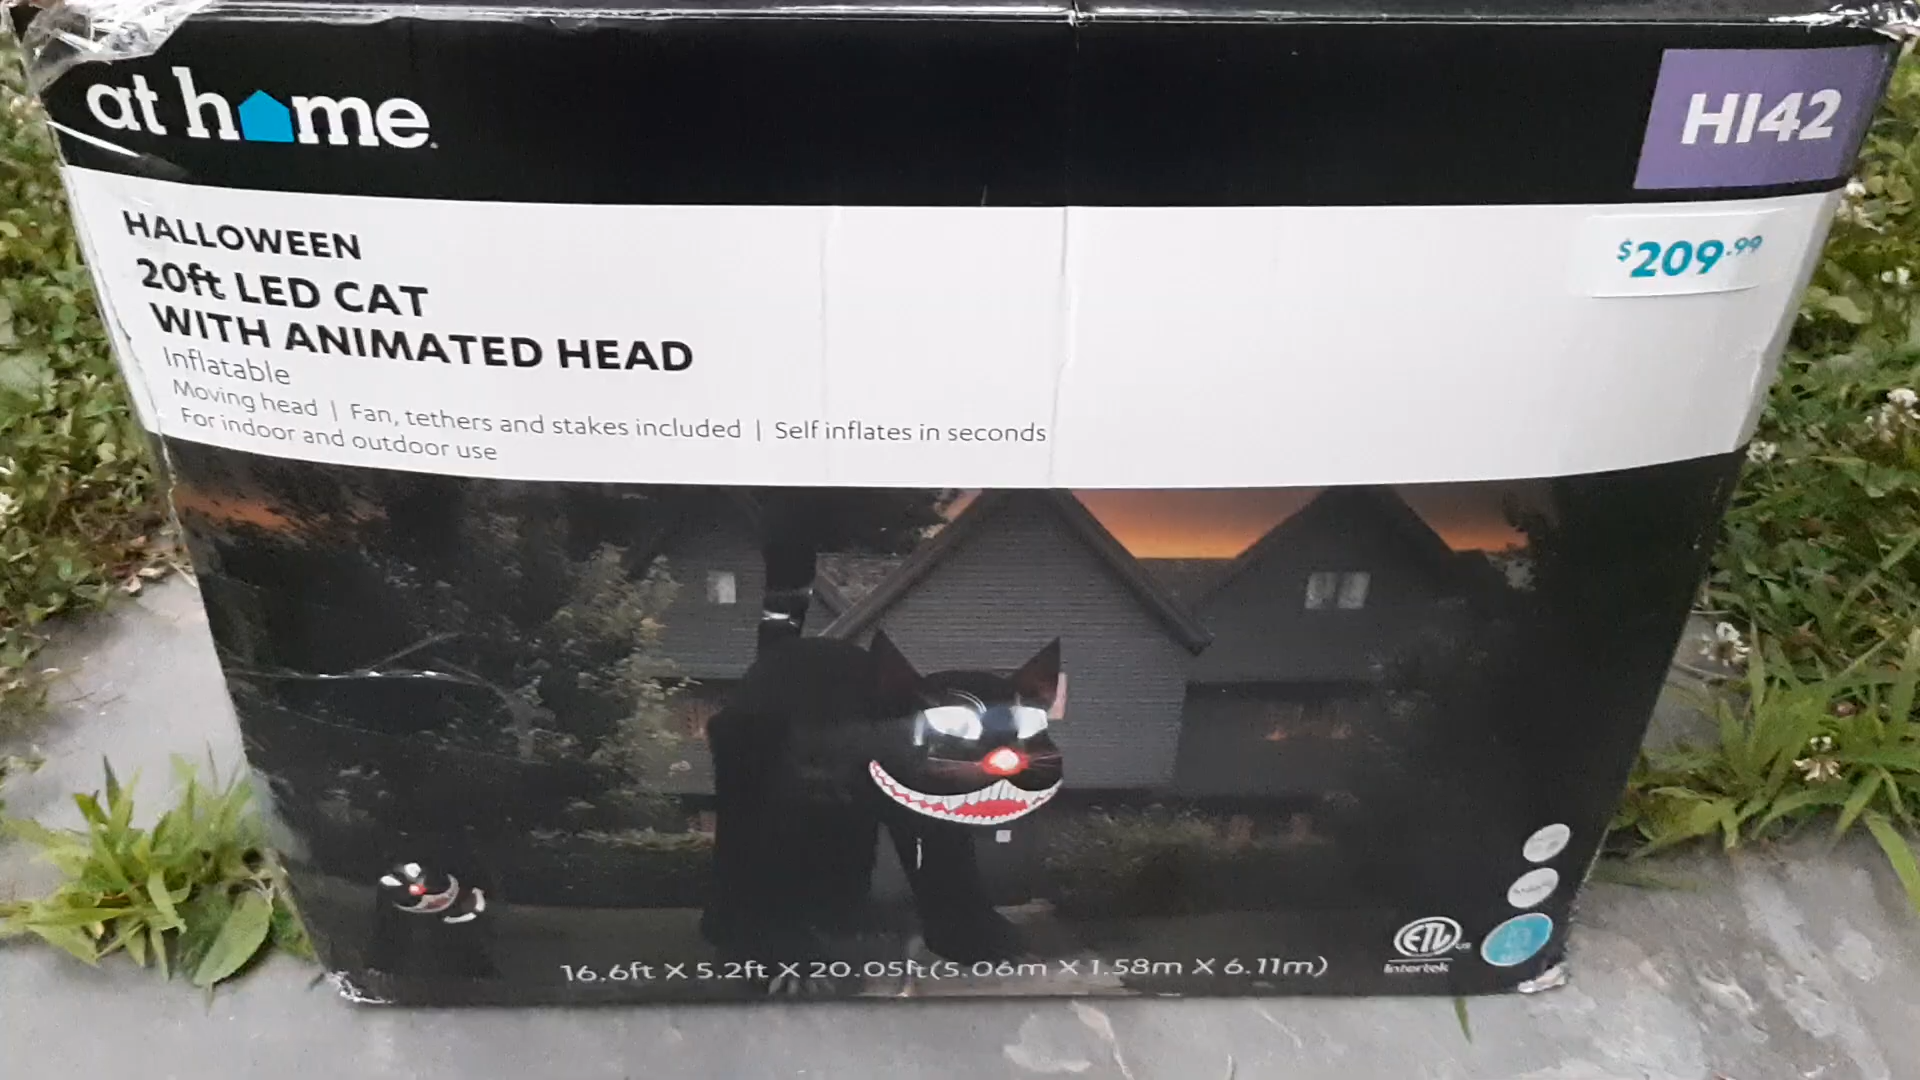 at home.
HI42
HALLOWEEN
$209.99
20ft LED CAT
WITH ANIMATED HEAD
Inflatable
Moving head | Fan, tethers and stakes included | Self inflates in seconds
For indoor and outdoor use
ETL US
Intertek
16.6ft X 5.2ft X 20.05ft(5.06m X 1.58m X 6.11m)